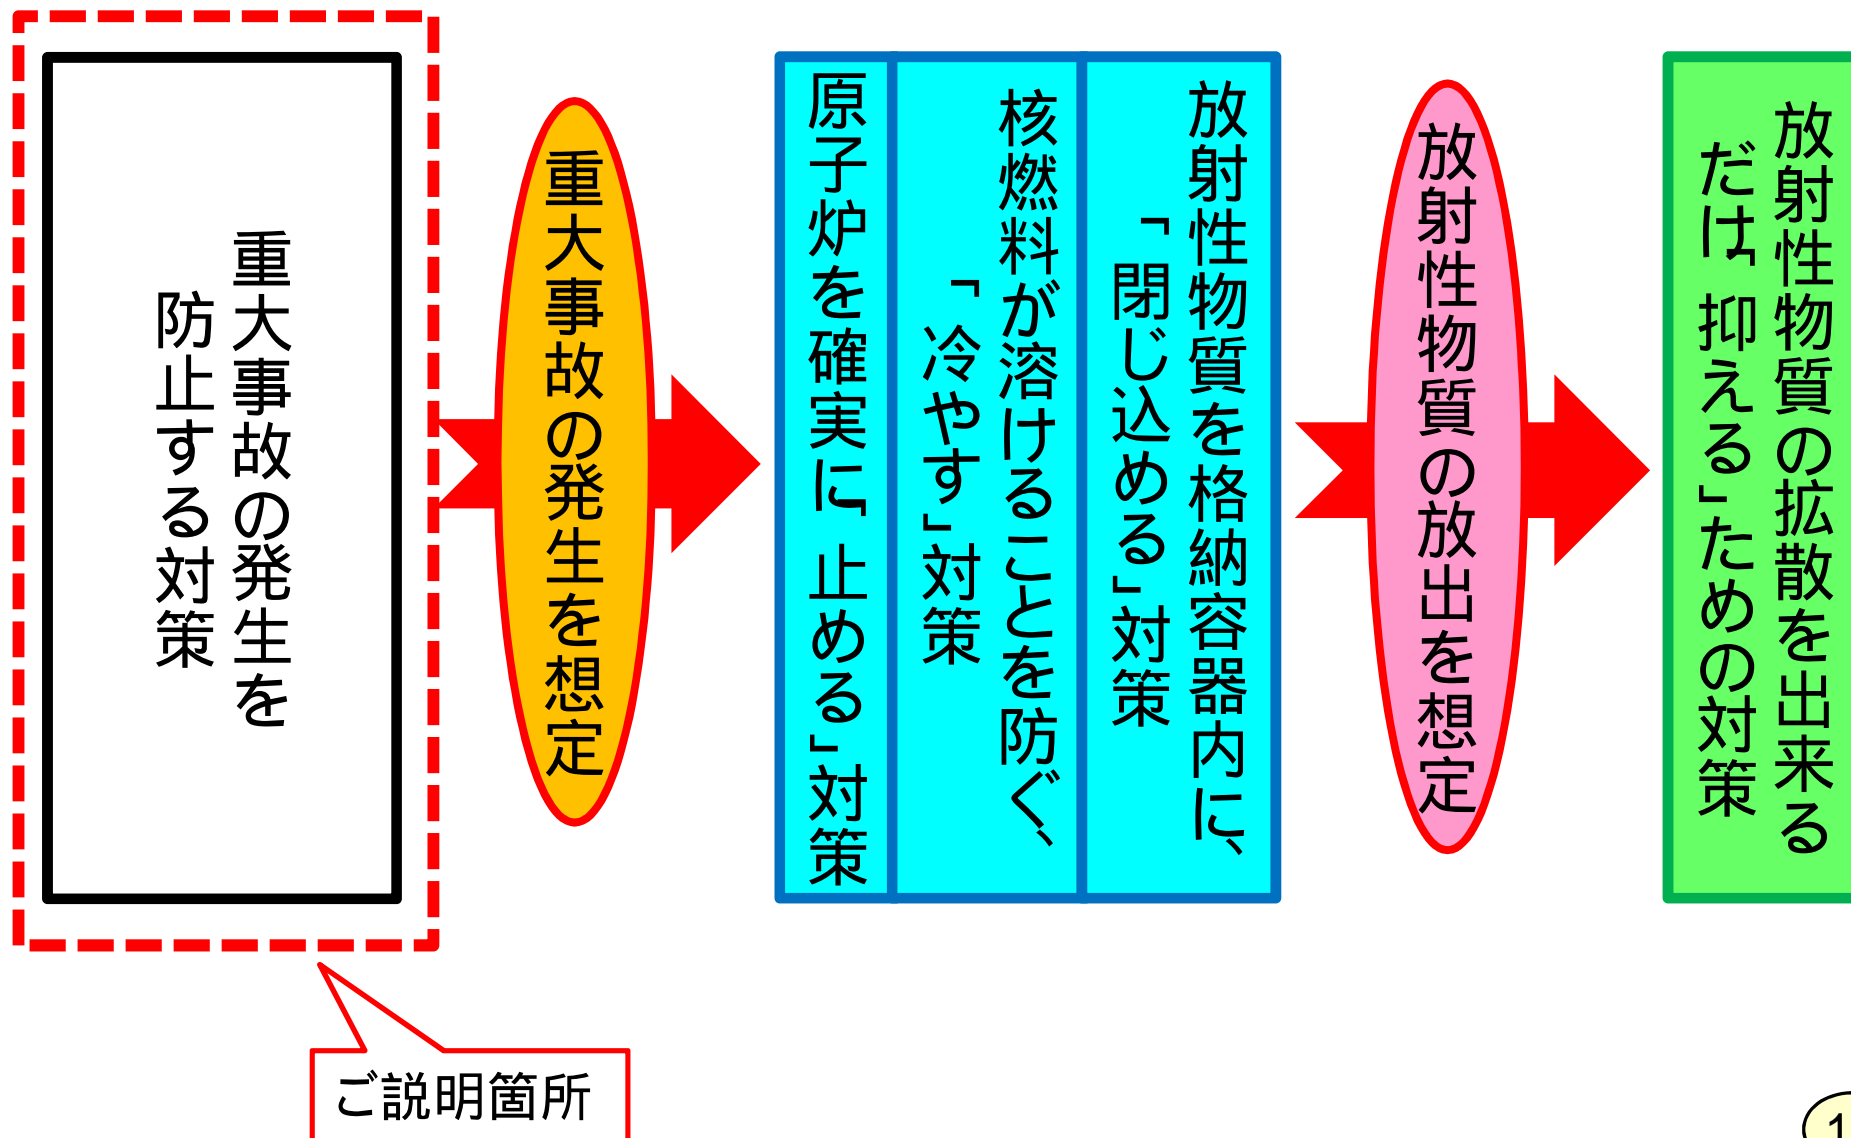 重大事故の発生を
防止する対策
重大事故の発生を想定
原子炉を確実に「止める」対策
核燃料が溶けることを防ぐ、
「冷やす」対策
放射性物質を格納容器内に、
「閉じ込める」対策
放射性物質の放出を想定
放射性物質の拡散を出来る
だけ「抑える」ための対策
ご説明箇所
1